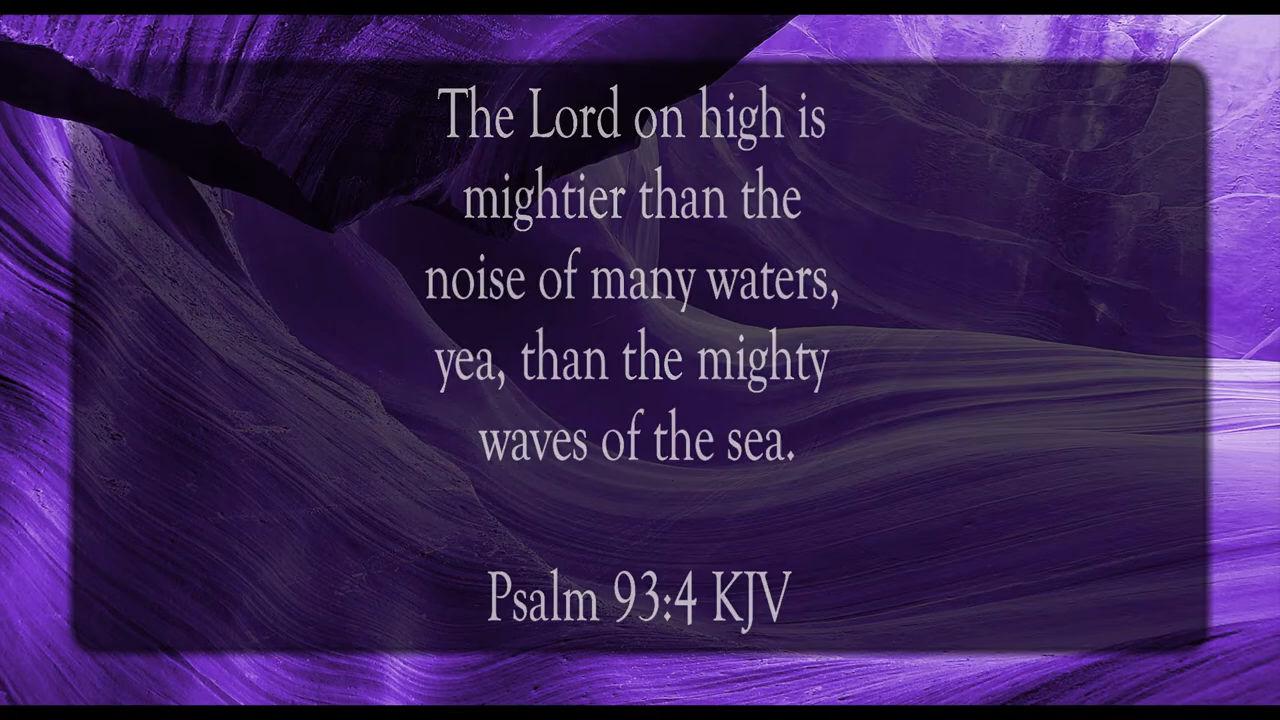 The Lord on high is
mightier than the
noise of many waters,
yea, than the mighty
waves of the sea.
Psalm 93:4 KJV